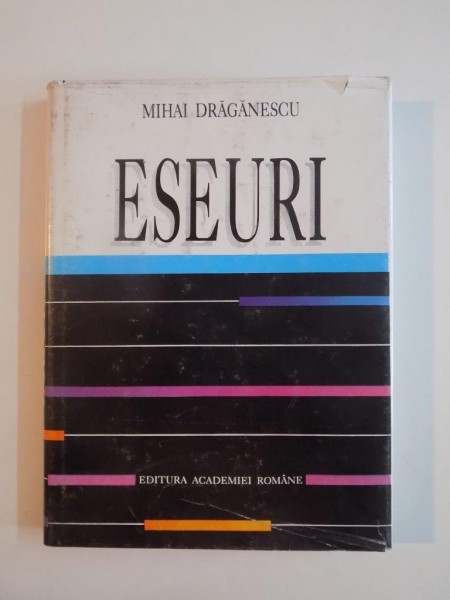 MIHAI DRĂGĂNESCU
ESEURI
EDITURA ACADEMIEI ROMÂNE